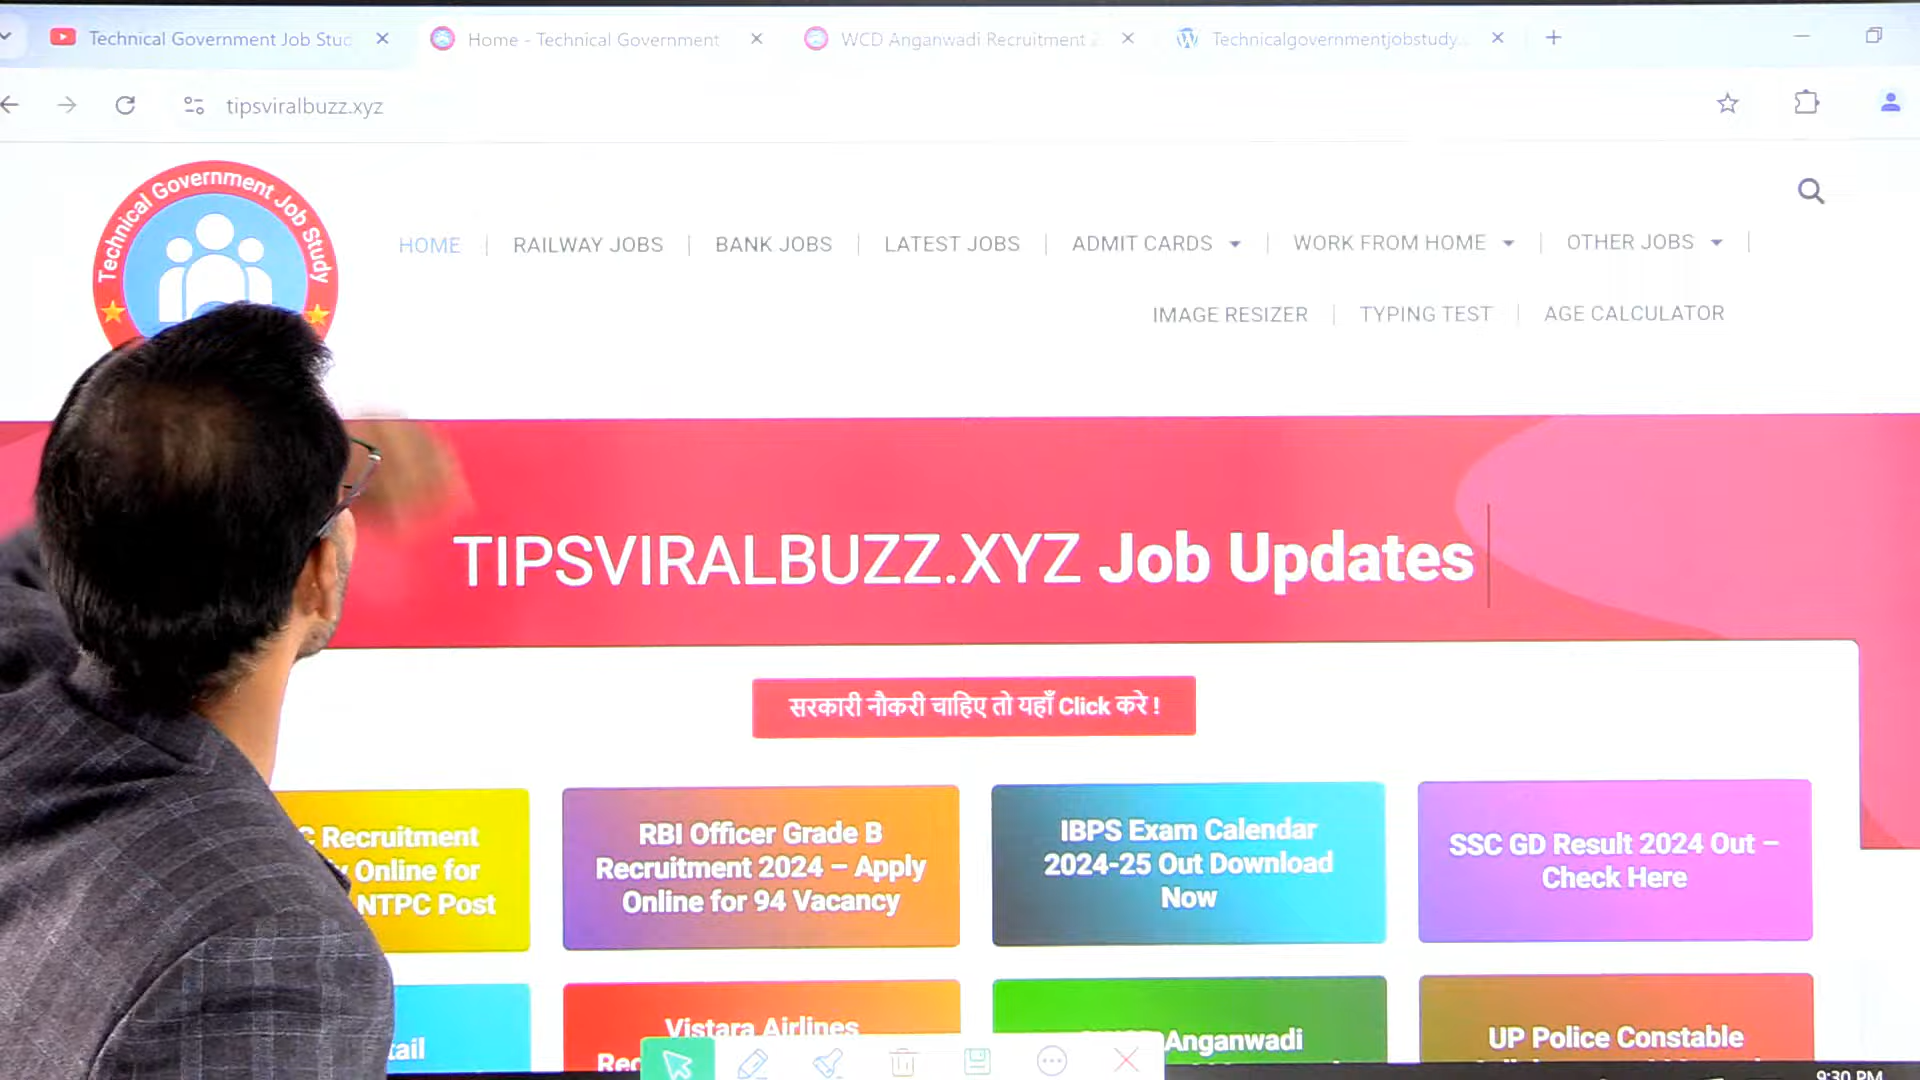 Technical Government Job Stud
Home - Technical Government
WCD Anganwadi Recruitment
Technicalgovernmentjobstudy
tipsviralbuzz.xyz
Technical Government Job Study
HOME
RAILWAY JOBS
BANK JOBS
LATEST JOBS
ADMIT CARDS
WORK FROM HOME
OTHER JOBS
IMAGE RESIZER
TYPING TEST
AGE CALCULATOR
TIPSVIRALBUZZ.XYZ Job Updates
सरकारी नौकरी चाहिए तो यहाँ Click करे !
Recruitment
Online for
NTPC Post
RBI Officer Grade B
Recruitment 2024 – Apply
Online for 94 Vacancy
IBPS Exam Calendar
2024-25 Out Download
Now
SSC GD Result 2024 Out –
Check Here
Vistara Airlines
Anganwadi
UP Police Constable
9:30 PM